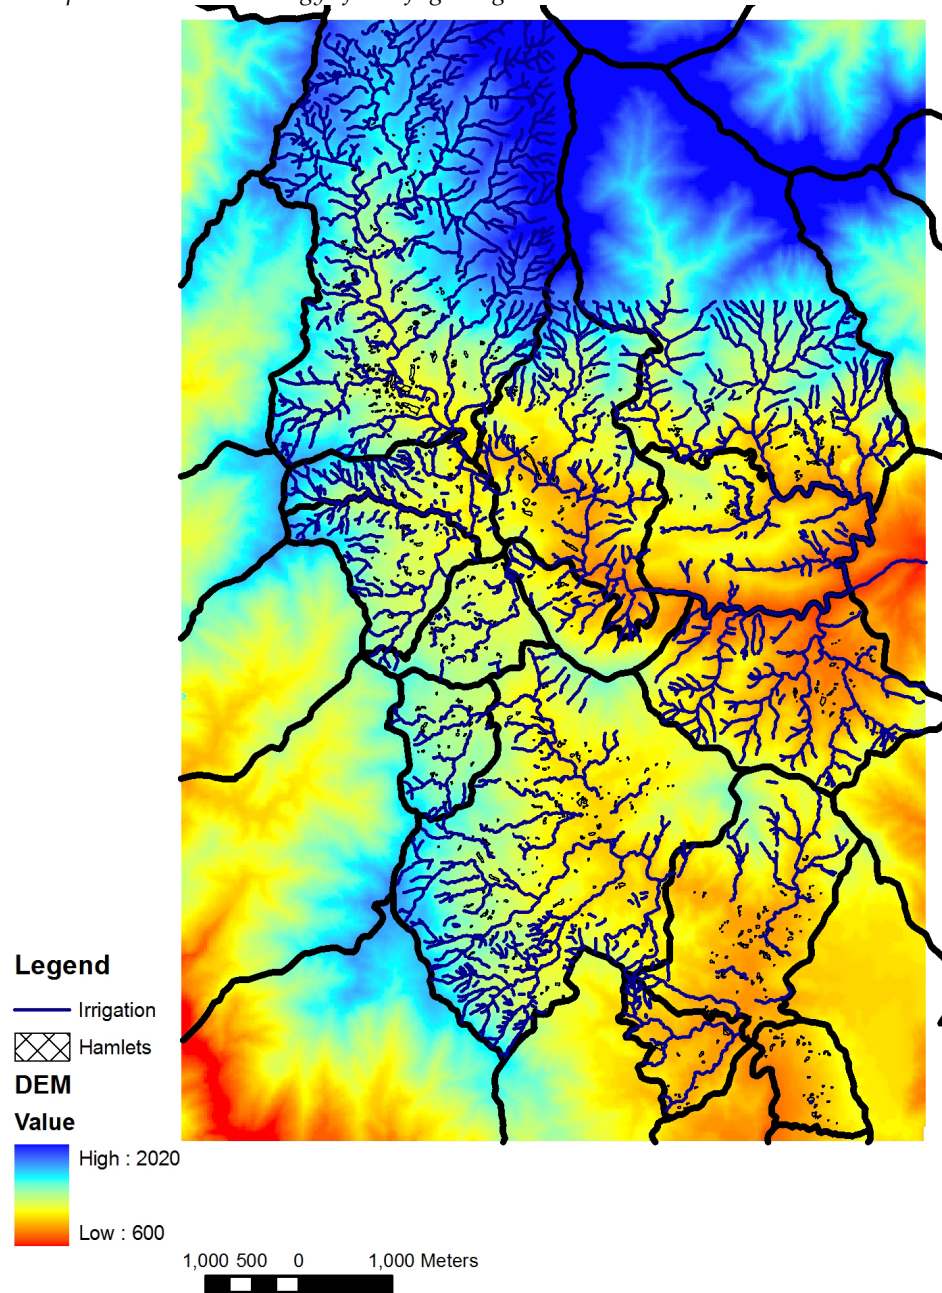 Legend
Irrigation
Hamlets
DEM
Value
High : 2020
Low : 600
1,000 500 0 1,000 Meters